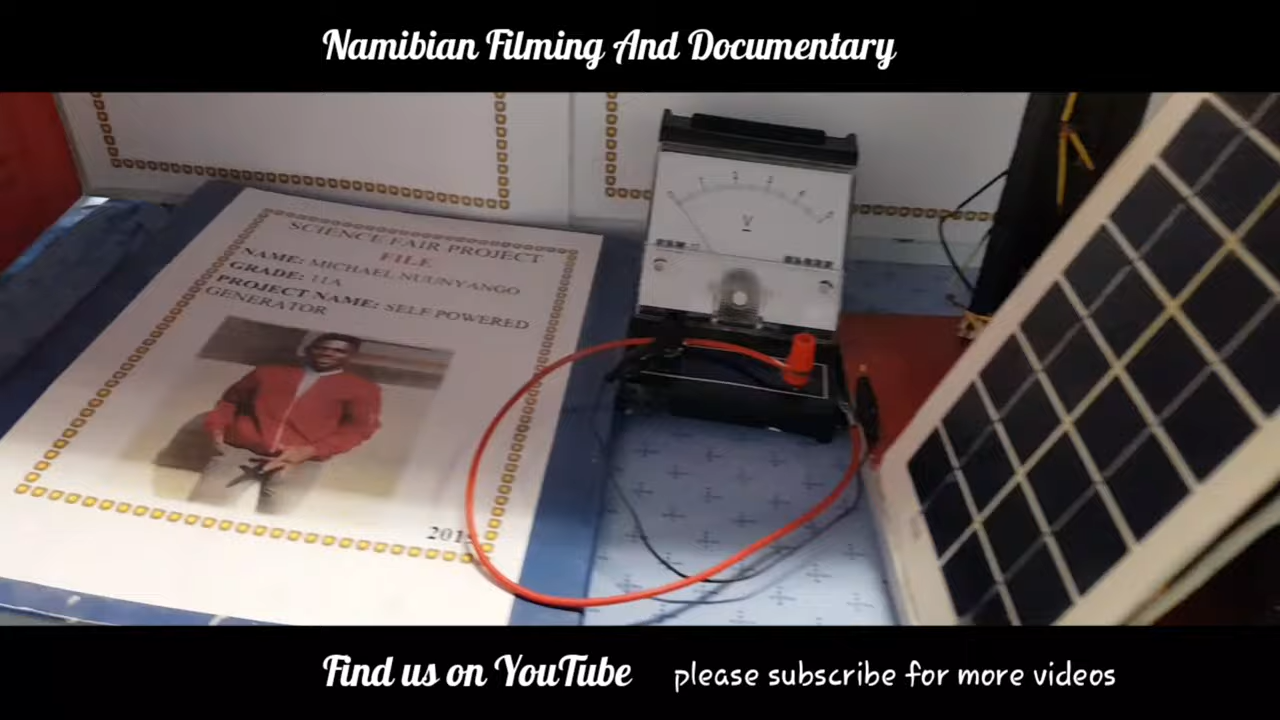 Namibian Filming And Documentary
SCIENCE FAIR PROJECT
FILE
NAME: MICHAEL NUUNYANGO
GRADE: 11A
PROJECT NAME: SELF POWERED
GENERATOR
V
Find us on YouTube
please subscribe for more videos